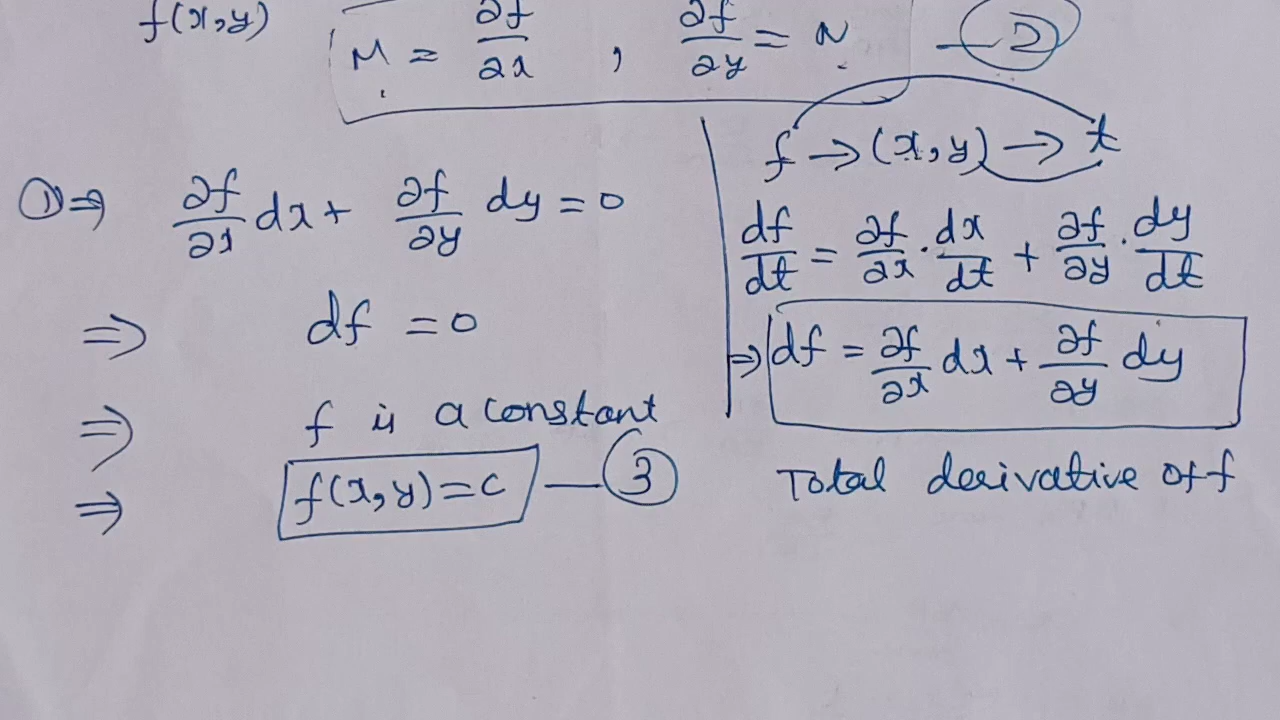 f(x,y) M = ∂f/∂x , ∂f/∂y = N — 2
① ⇒ ∂f/∂x dx + ∂f/∂y dy = 0
⇒ df = 0
⇒ f is a constant
⇒ f(x,y) = c — 3
f → (x,y) → t
df/dt = ∂f/∂x · dx/dt + ∂f/∂y · dy/dt
⇒ df = ∂f/∂x dx + ∂f/∂y dy
Total derivative of f